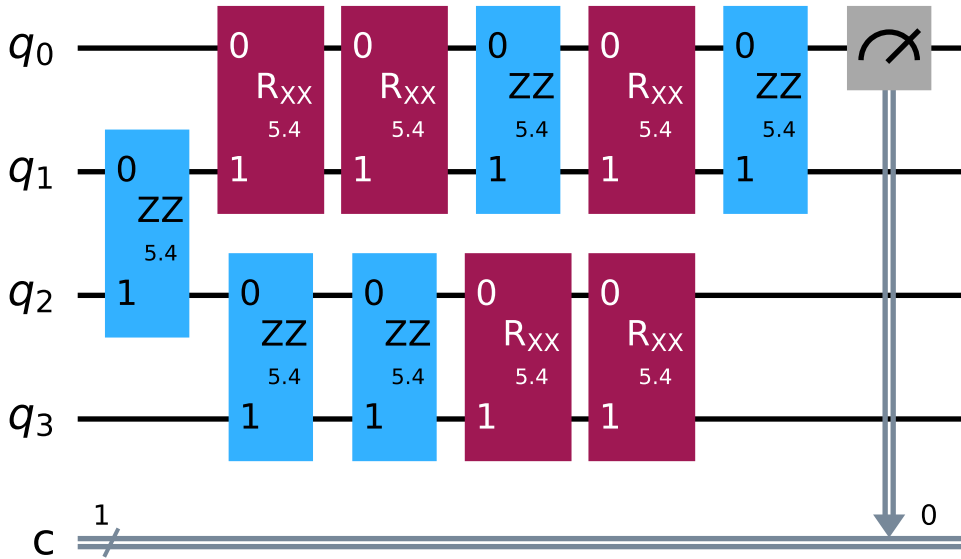 q0 0 RXX 5.4 1 0 RXX 5.4 1 0 ZZ 5.4 1 0 RXX 5.4 1 0 ZZ 5.4 1
q1 0 ZZ 5.4 1
q2 0 ZZ 5.4 1 0 ZZ 5.4 1 0 RXX 5.4 1 0 RXX 5.4 1
q3
c 1 0